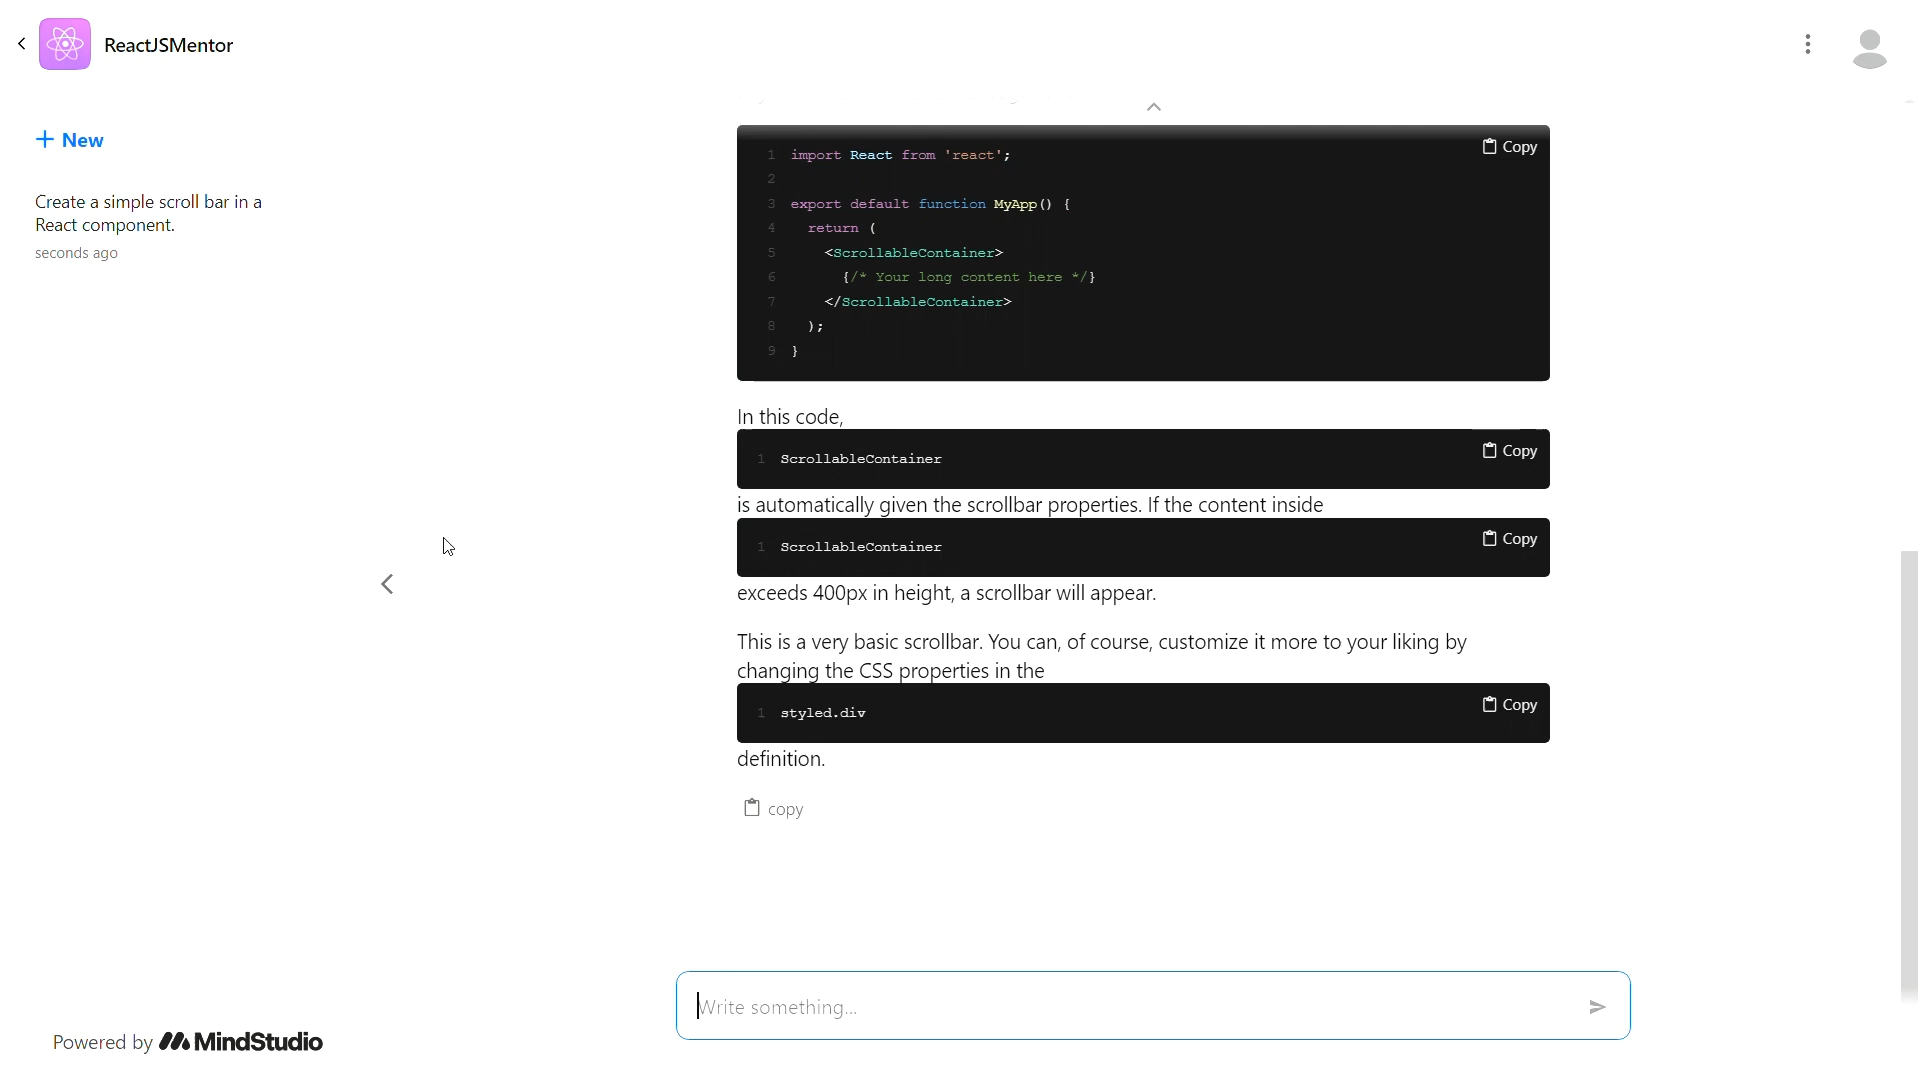 ReactJSMentor
New
Create a simple scroll bar in a
React component.
seconds ago
Copy
1 import React from 'react';
2
3 export default function MyApp() {
4 return (
5 <ScrollableContainer>
6 {/* Your long content here */}
7 </ScrollableContainer>
8 );
9 }
In this code,
Copy
1 ScrollableContainer
is automatically given the scrollbar properties. If the content inside
Copy
1 ScrollableContainer
exceeds 400px in height, a scrollbar will appear.
This is a very basic scrollbar. You can, of course, customize it more to your liking by
changing the CSS properties in the
Copy
1 styled.div
definition.
copy
Write something...
Powered by MindStudio